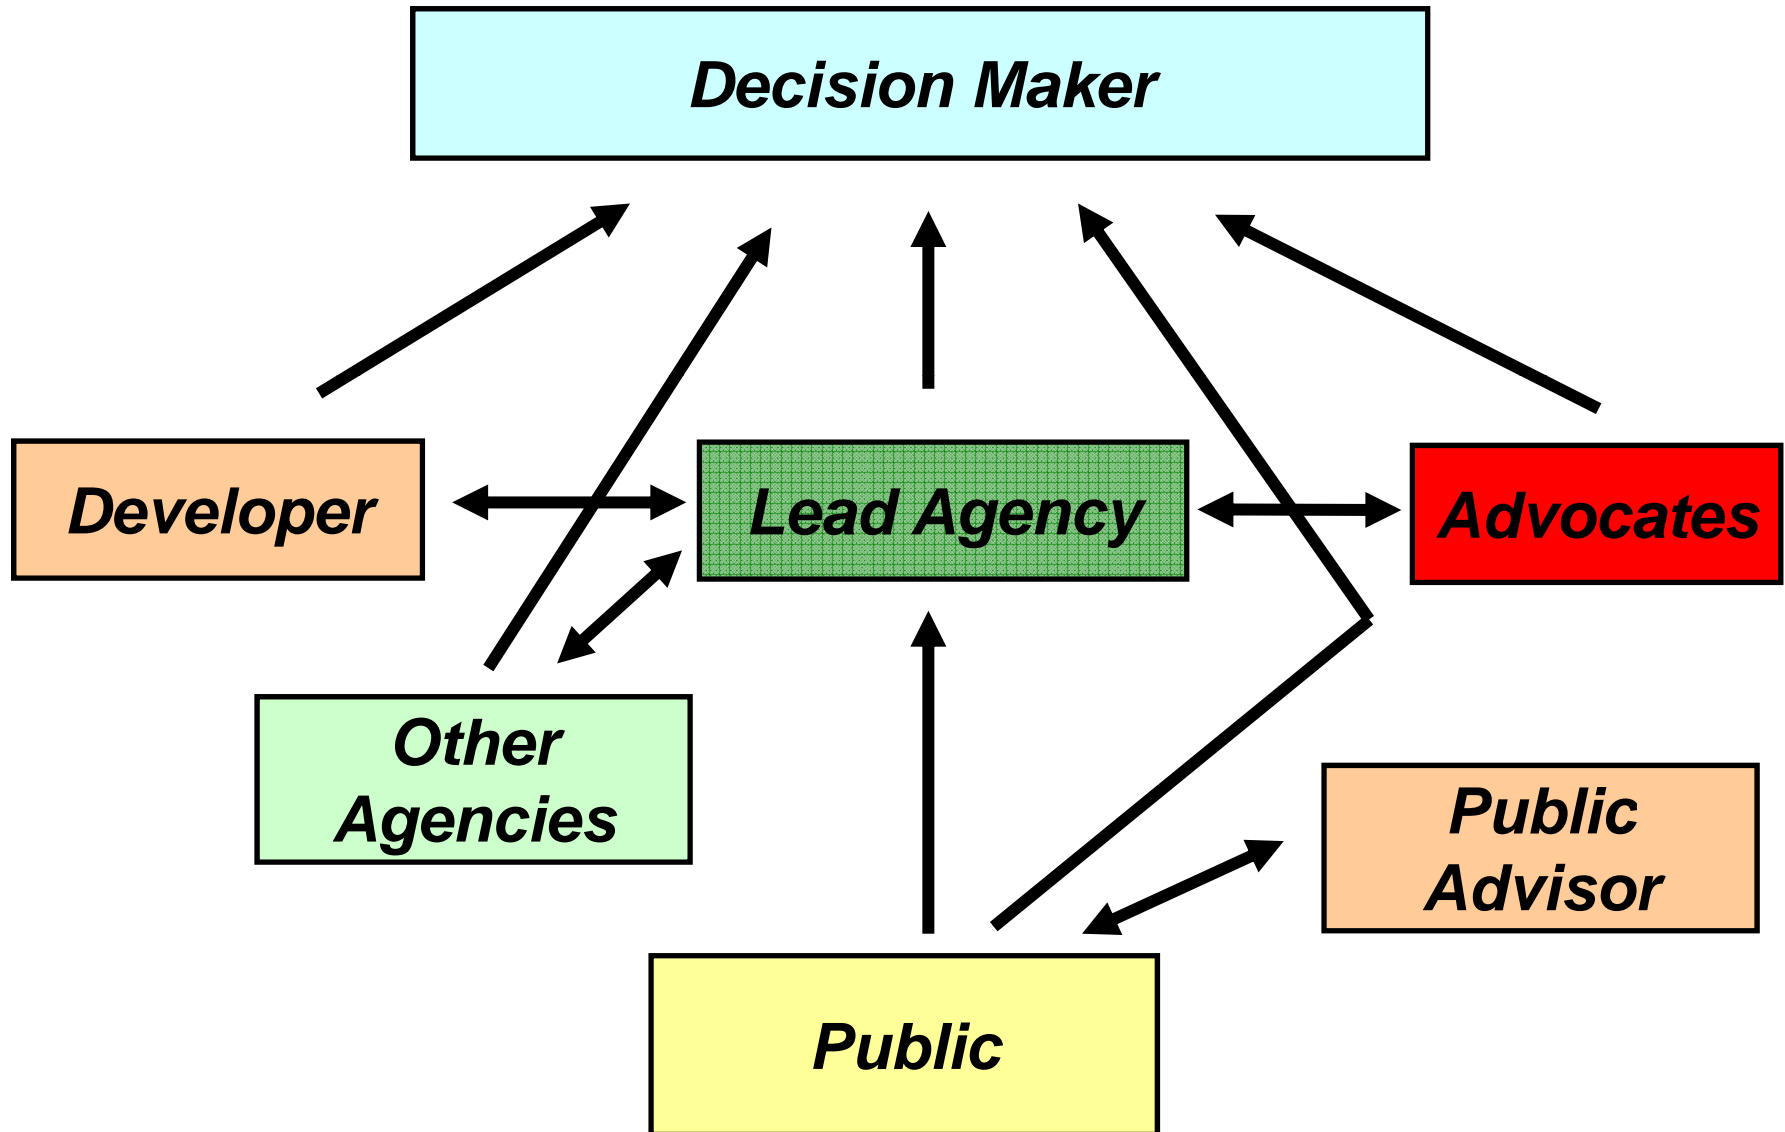 Decision Maker
Developer
Lead Agency
Advocates
Other
Agencies
Public
Advisor
Public